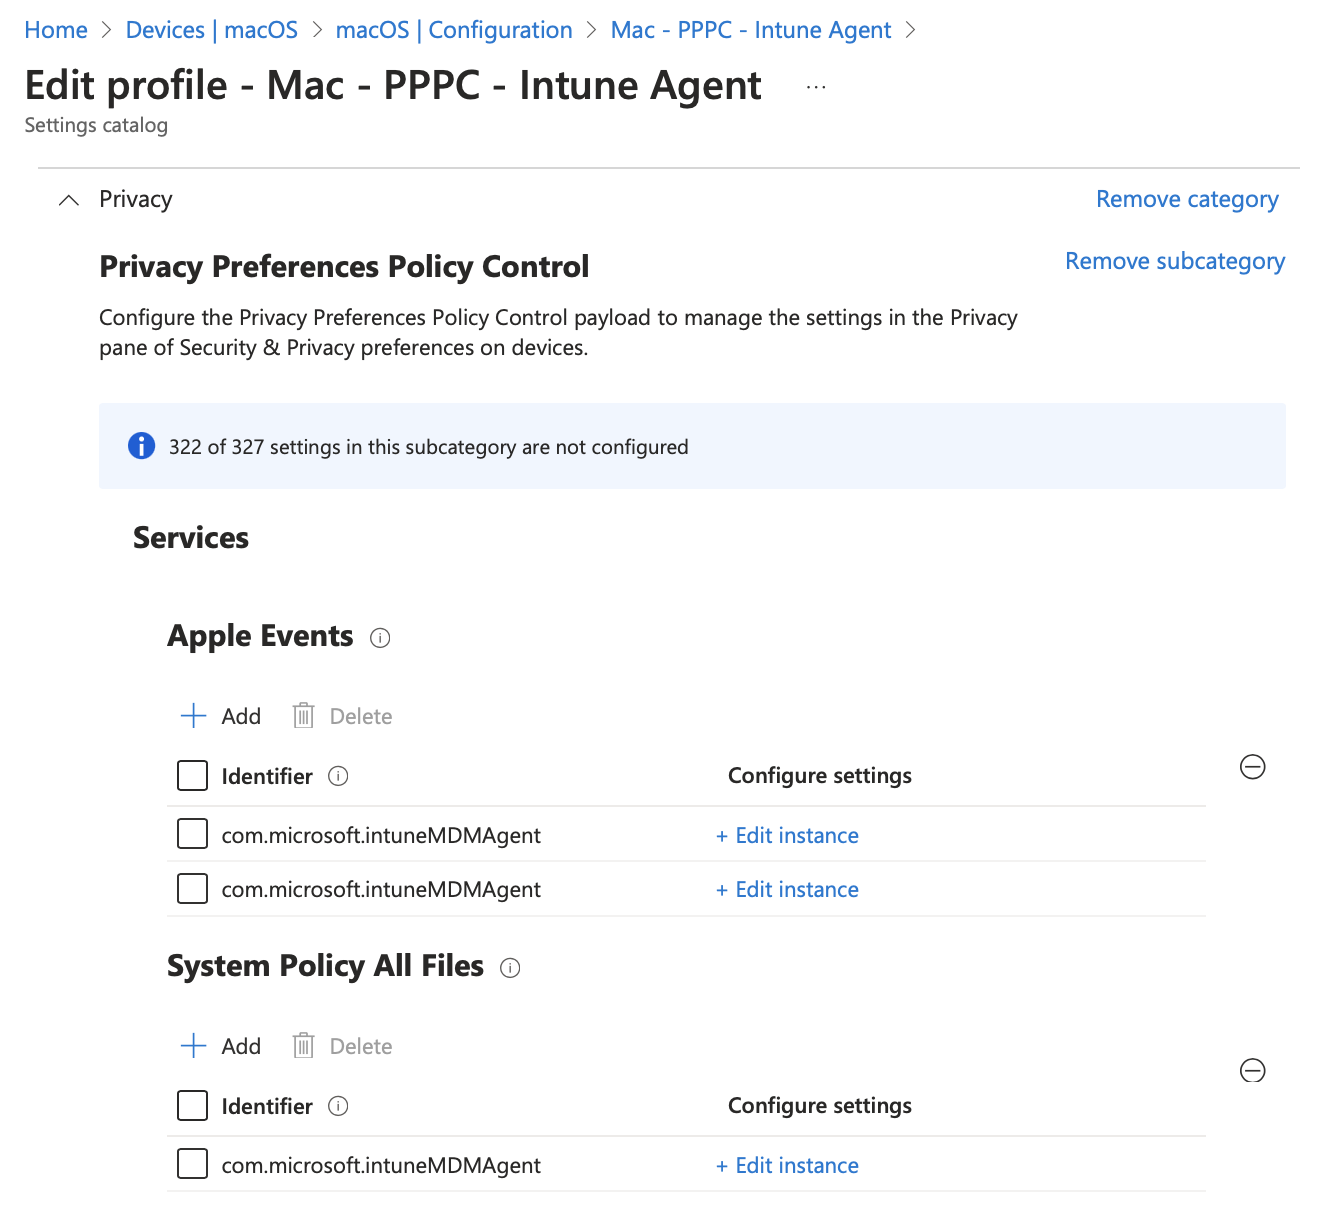 Home > Devices | macOS > macOS | Configuration > Mac - PPPC - Intune Agent >
Edit profile - Mac - PPPC - Intune Agent ...
Settings catalog
Privacy
Remove category
Privacy Preferences Policy Control
Remove subcategory
Configure the Privacy Preferences Policy Control payload to manage the settings in the Privacy
pane of Security & Privacy preferences on devices.
322 of 327 settings in this subcategory are not configured
Services
Apple Events
+ Add Delete
Identifier Configure settings
com.microsoft.intuneMDMAgent + Edit instance
com.microsoft.intuneMDMAgent + Edit instance
System Policy All Files
+ Add Delete
Identifier Configure settings
com.microsoft.intuneMDMAgent + Edit instance